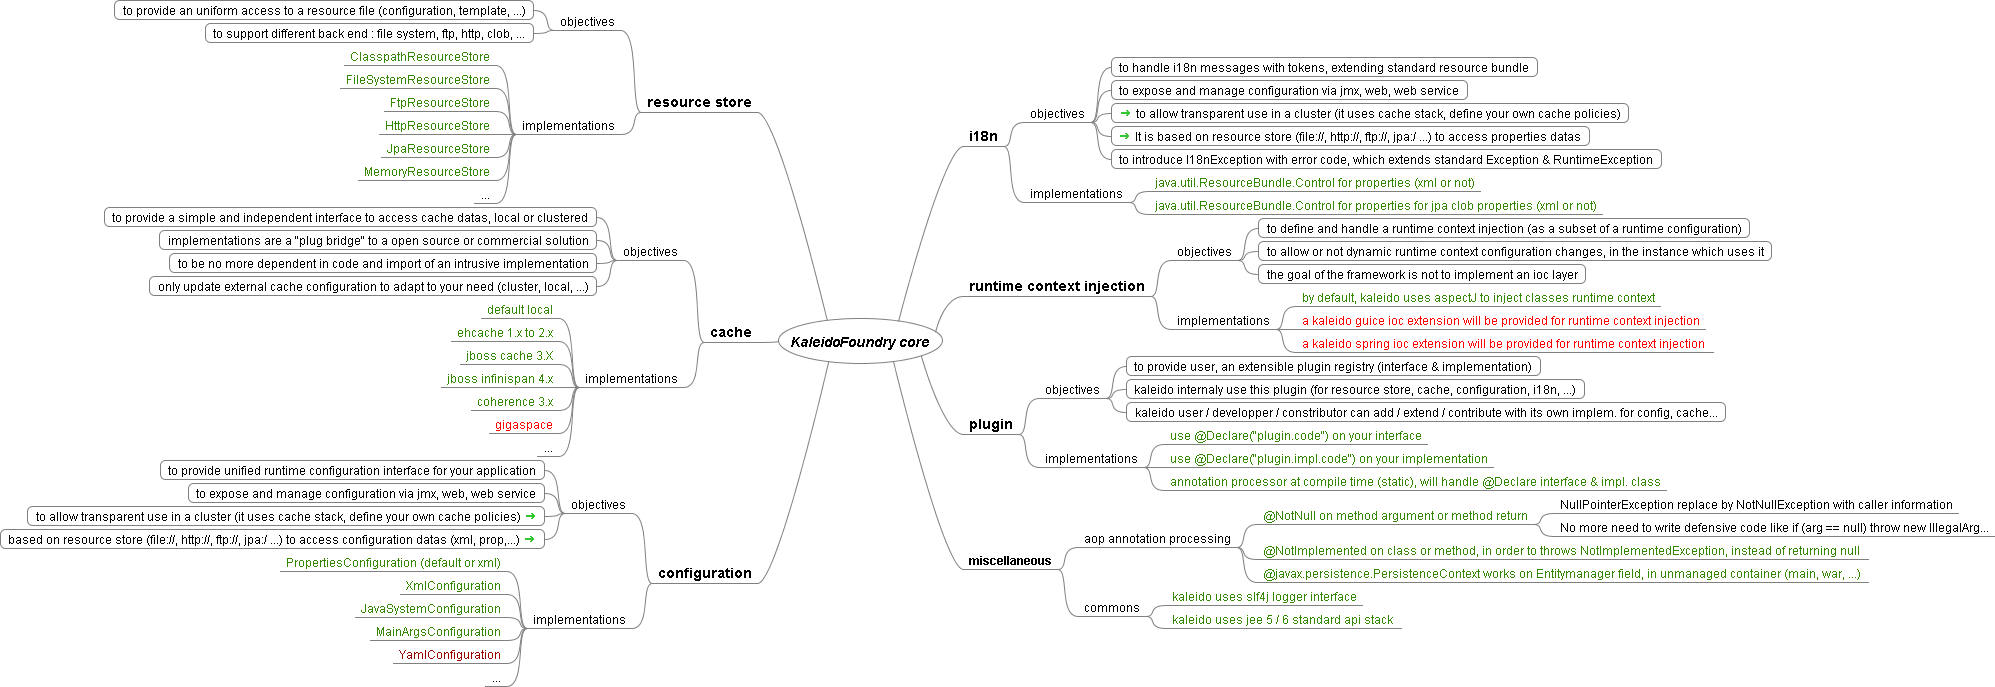 to provide an uniform access to a resource file (configuration, template, ...)
to support different back end : file system, ftp, http, clob, ...
objectives
ClasspathResourceStore
FileSystemResourceStore
FtpResourceStore
HttpResourceStore
JpaResourceStore
MemoryResourceStore
...
implementations
resource store
to provide a simple and independent interface to access cache datas, local or clustered
implementations are a "plug bridge" to a open source or commercial solution
to be no more dependent in code and import of an intrusive implementation
only update external cache configuration to adapt to your need (cluster, local, ...)
objectives
default local
ehcache 1.x to 2.x
jboss cache 3.X
jboss infinispan 4.x
coherence 3.x
gigaspace
...
implementations
cache
to provide unified runtime configuration interface for your application
to expose and manage configuration via jmx, web, web service
to allow transparent use in a cluster (it uses cache stack, define your own cache policies)
based on resource store (file://, http://, ftp://, jpa:/ ...) to access configuration datas (xml, prop,...)
objectives
PropertiesConfiguration (default or xml)
XmlConfiguration
JavaSystemConfiguration
MainArgsConfiguration
YamlConfiguration
...
implementations
configuration
KaleidoFoundry core
i18n
objectives
to handle i18n messages with tokens, extending standard resource bundle
to expose and manage configuration via jmx, web, web service
to allow transparent use in a cluster (it uses cache stack, define your own cache policies)
It is based on resource store (file://, http://, ftp://, jpa:/ ...) to access properties datas
to introduce I18nException with error code, which extends standard Exception & RuntimeException
implementations
java.util.ResourceBundle.Control for properties (xml or not)
java.util.ResourceBundle.Control for properties for jpa clob properties (xml or not)
runtime context injection
objectives
to define and handle a runtime context injection (as a subset of a runtime configuration)
to allow or not dynamic runtime context configuration changes, in the instance which uses it
the goal of the framework is not to implement an ioc layer
implementations
by default, kaleido uses aspectJ to inject classes runtime context
a kaleido guice ioc extension will be provided for runtime context injection
a kaleido spring ioc extension will be provided for runtime context injection
plugin
objectives
to provide user, an extensible plugin registry (interface & implementation)
kaleido internaly use this plugin (for resource store, cache, configuration, i18n, ...)
kaleido user / developper / constributor can add / extend / contribute with its own implem. for config, cache...
implementations
use @Declare("plugin.code") on your interface
use @Declare("plugin.impl.code") on your implementation
annotation processor at compile time (static), will handle @Declare interface & impl. class
miscellaneous
aop annotation processing
@NotNull on method argument or method return
NullPointerException replace by NotNullException with caller information
No more need to write defensive code like if (arg == null) throw new IllegalArg...
@NotImplemented on class or method, in order to throws NotImplementedException, instead of returning null
@javax.persistence.PersistenceContext works on Entitymanager field, in unmanaged container (main, war, ...)
commons
kaleido uses slf4j logger interface
kaleido uses jee 5 / 6 standard api stack